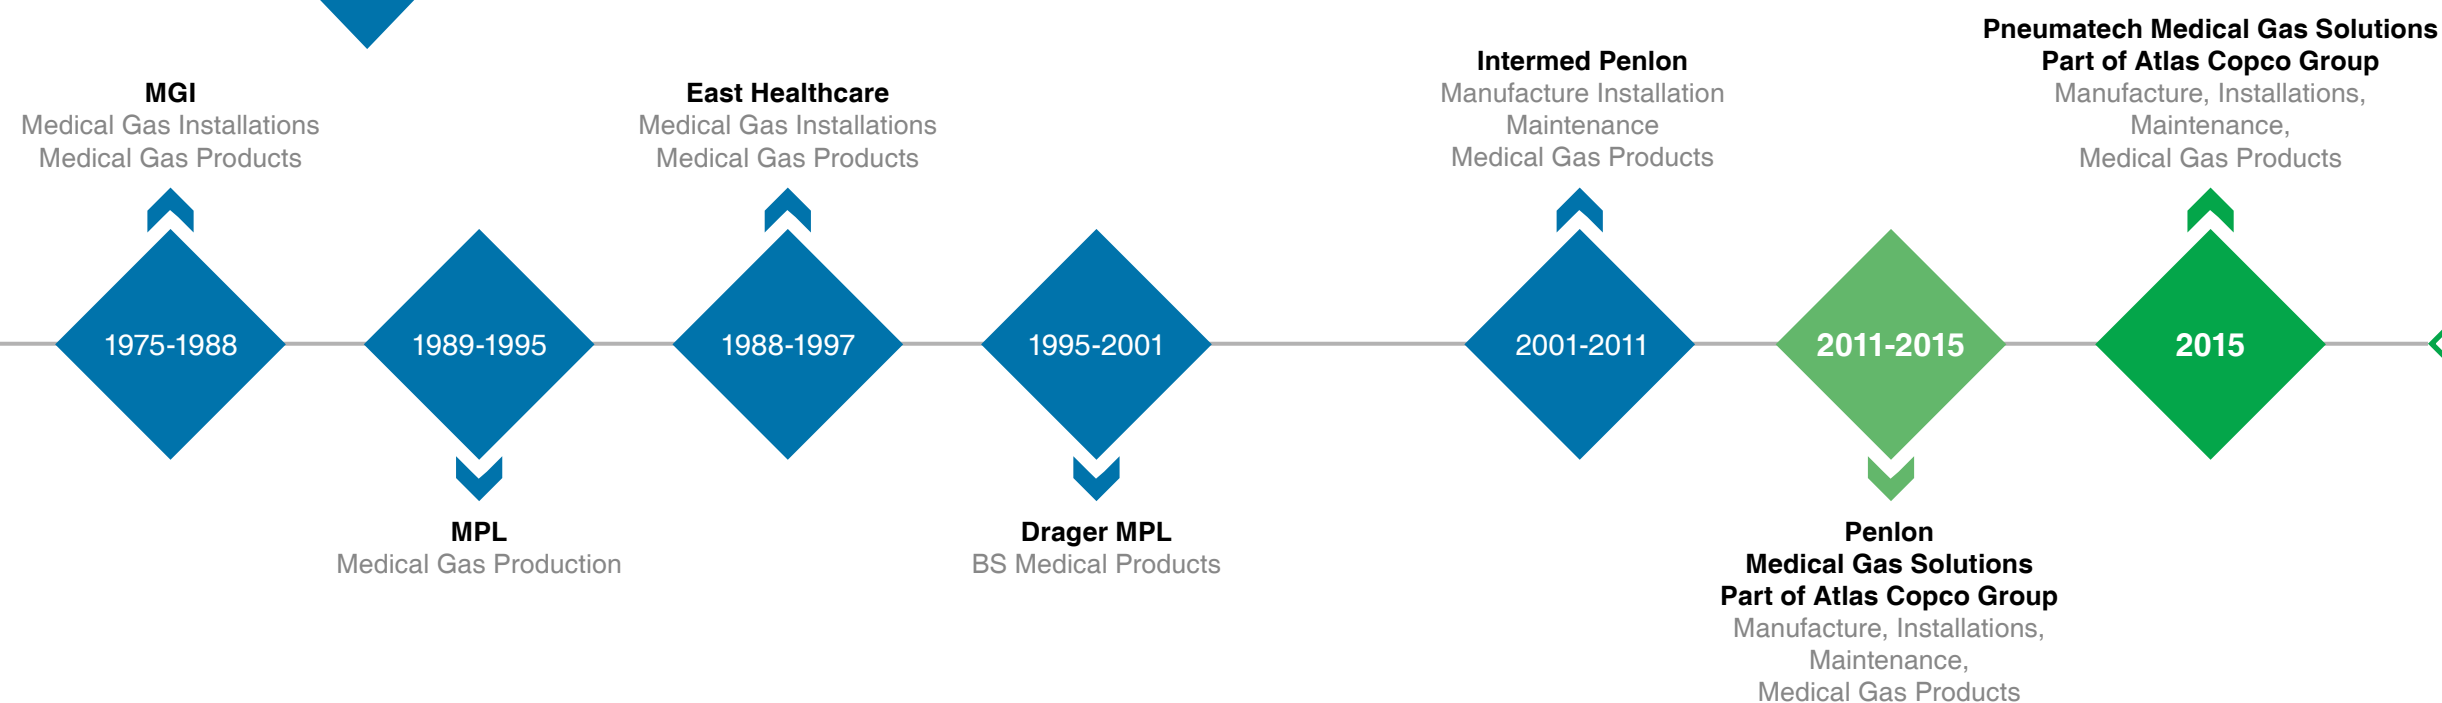 MGI
Medical Gas Installations
Medical Gas Products
East Healthcare
Medical Gas Installations
Medical Gas Products
Intermed Penlon
Manufacture Installation
Maintenance
Medical Gas Products
Pneumatech Medical Gas Solutions
Part of Atlas Copco Group
Manufacture, Installations,
Maintenance,
Medical Gas Products
1975-1988
1989-1995
1988-1997
1995-2001
2001-2011
2011-2015
2015
MPL
Medical Gas Production
Drager MPL
BS Medical Products
Penlon
Medical Gas Solutions
Part of Atlas Copco Group
Manufacture, Installations,
Maintenance,
Medical Gas Products